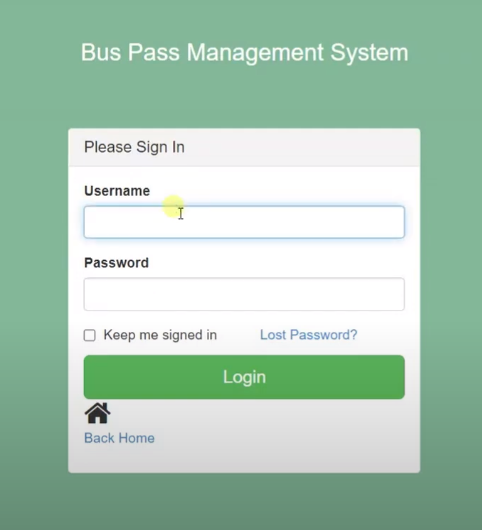 Bus Pass Management System
Please Sign In
Username
Password
Keep me signed in Lost Password?
Login
Back Home